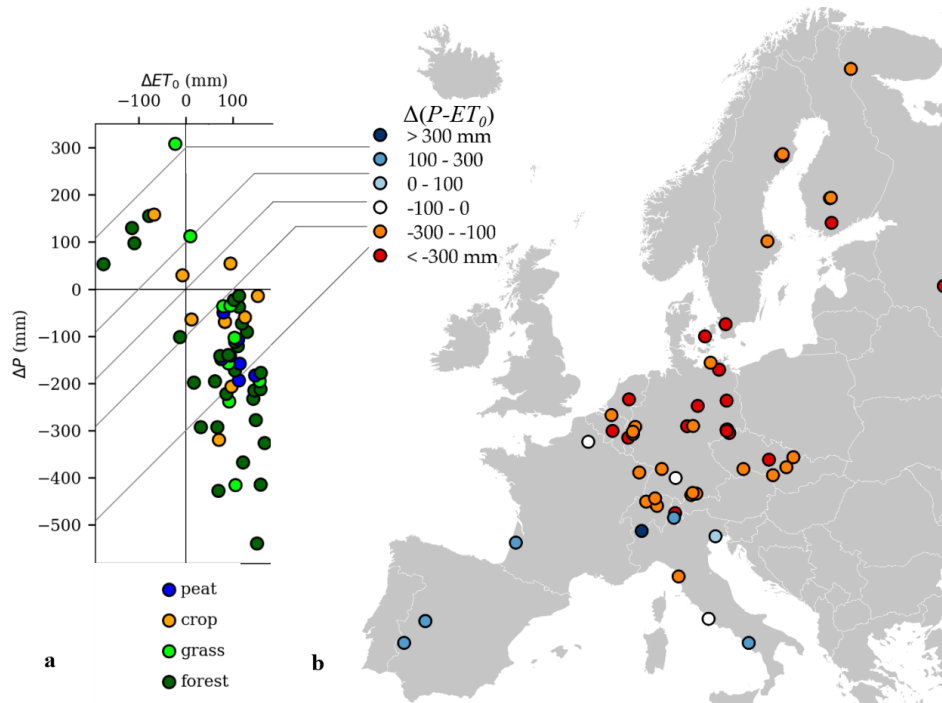 ΔET₀ (mm)
−100 0 100
Δ(P-ET₀)
> 300 mm
100 - 300
0 - 100
-100 - 0
-300 - -100
< -300 mm
300
200
100
0
−100
−200
−300
−400
−500
ΔP (mm)
peat
crop
grass
forest
a
b